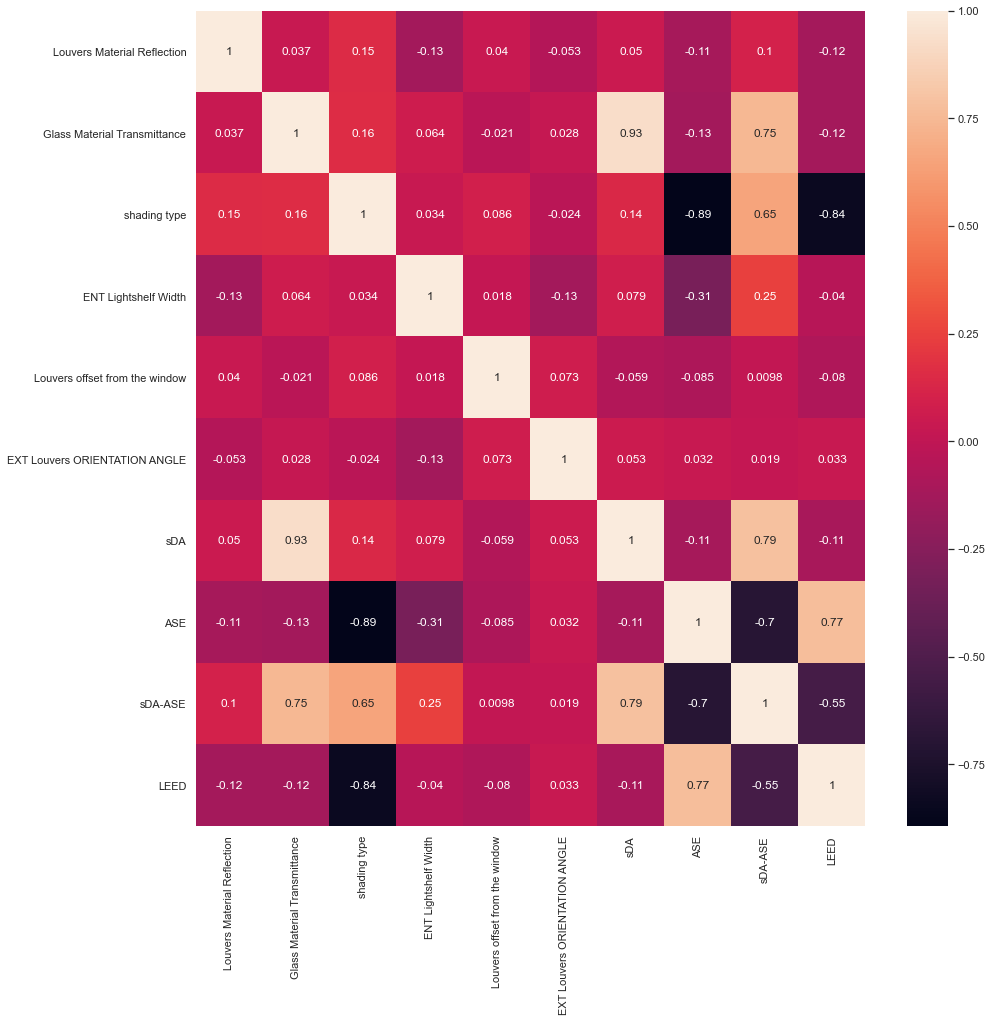 Louvers Material Reflection 1 0.037 0.15 -0.13 0.04 -0.053 0.05 -0.11 0.1 -0.12
Glass Material Transmittance 0.037 1 0.16 0.064 -0.021 0.028 0.93 -0.13 0.75 -0.12
shading type 0.15 0.16 1 0.034 0.086 -0.024 0.14 -0.89 0.65 -0.84
ENT Lightshelf Width -0.13 0.064 0.034 1 0.018 -0.13 0.079 -0.31 0.25 -0.04
Louvers offset from the window 0.04 -0.021 0.086 0.018 1 0.073 -0.059 -0.085 0.0098 -0.08
EXT Louvers ORIENTATION ANGLE -0.053 0.028 -0.024 -0.13 0.073 1 0.053 0.032 0.019 0.033
sDA 0.05 0.93 0.14 0.079 -0.059 0.053 1 -0.11 0.79 -0.11
ASE -0.11 -0.13 -0.89 -0.31 -0.085 0.032 -0.11 1 -0.7 0.77
sDA-ASE 0.1 0.75 0.65 0.25 0.0098 0.019 0.79 -0.7 1 -0.55
LEED -0.12 -0.12 -0.84 -0.04 -0.08 0.033 -0.11 0.77 -0.55 1
Louvers Material Reflection
Glass Material Transmittance
shading type
ENT Lightshelf Width
Louvers offset from the window
EXT Louvers ORIENTATION ANGLE
sDA
ASE
sDA-ASE
LEED
1.00
0.75
0.50
0.25
0.00
−0.25
−0.50
−0.75